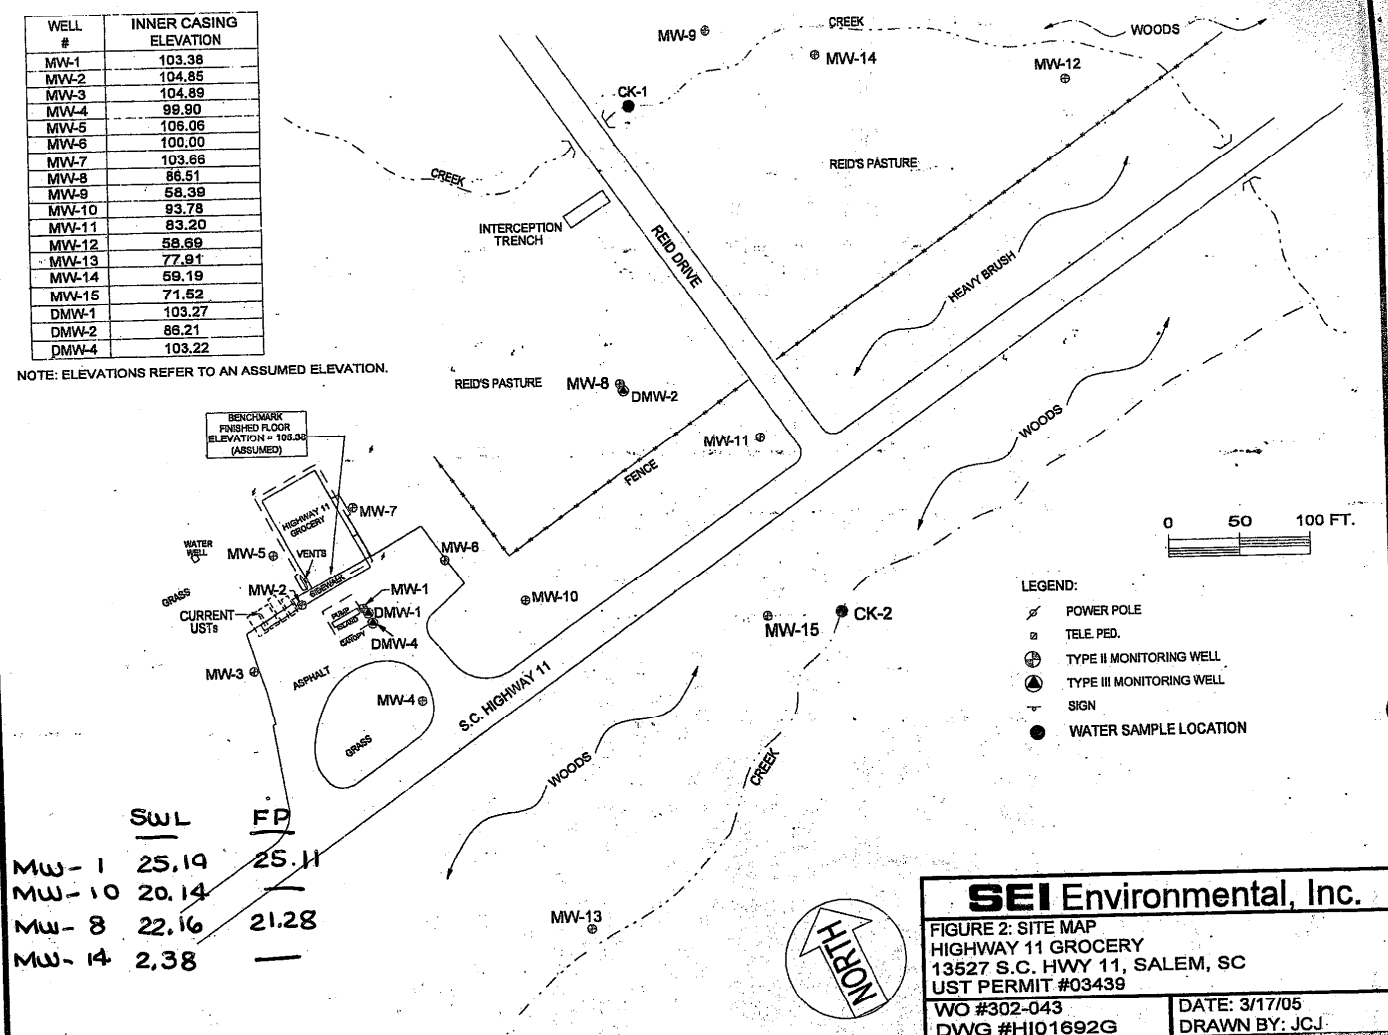 WELL # INNER CASING ELEVATION
MW-1 103.38
MW-2 104.85
MW-3 104.89
MW-4 99.90
MW-5 106.06
MW-6 100.00
MW-7 103.66
MW-8 86.51
MW-9 58.39
MW-10 93.78
MW-11 83.20
MW-12 58.69
MW-13 77.91
MW-14 59.19
MW-15 71.52
DMW-1 103.27
DMW-2 86.21
DMW-4 103.22
NOTE: ELEVATIONS REFER TO AN ASSUMED ELEVATION.
MW-9
CREEK
WOODS
MW-14
MW-12
CK-1
REID'S PASTURE
CREEK
INTERCEPTION
TRENCH
REID DRIVE
HEAVY BRUSH
REID'S PASTURE
MW-8
DMW-2
WOODS
MW-11
FENCE
BENCHMARK
FINISHED FLOOR
ELEVATION = 105.38
(ASSUMED)
HIGHWAY 11
GROCERY
MW-7
WATER
WELL
MW-5
VENTS
MW-6
SIDEWALK
GRASS
MW-2
MW-1
CURRENT
USTs
PUMP
ISLAND
DMW-1
CANOPY
DMW-4
MW-10
MW-15
CK-2
MW-3
ASPHALT
MW-4
GRASS
S.C. HIGHWAY 11
WOODS
CREEK
MW-13
0 50 100 FT.
LEGEND:
POWER POLE
TELE. PED.
TYPE II MONITORING WELL
TYPE III MONITORING WELL
SIGN
WATER SAMPLE LOCATION
SWL FP
MW-1 25.19 25.11
MW-10 20.14 —
MW-8 22.16 21.28
MW-14 2.38 —
NORTH
SEI Environmental, Inc.
FIGURE 2: SITE MAP
HIGHWAY 11 GROCERY
13527 S.C. HWY 11, SALEM, SC
UST PERMIT #03439
WO #302-043
DWG #HI01692G
DATE: 3/17/05
DRAWN BY: JCJ